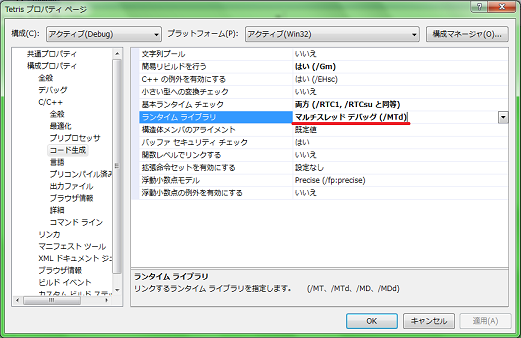 Tetris プロパティ ページ
構成(C): アクティブ(Debug) プラットフォーム(P): アクティブ(Win32) 構成マネージャ(O)...
共通プロパティ
構成プロパティ
全般
デバッグ
C/C++
全般
最適化
プリプロセッサ
コード生成
言語
プリコンパイル済み
出力ファイル
ブラウザ情報
詳細
コマンド ライン
リンカ
マニフェスト ツール
XML ドキュメント ジェ
ブラウザ情報
ビルド イベント
カスタム ビルド ステッ
文字列プール いいえ
簡易リビルドを行う はい (/Gm)
C++ の例外を有効にする はい (/EHsc)
小さい型への変換チェック いいえ
基本ランタイム チェック 両方 (/RTC1, /RTCsu と同等)
ランタイム ライブラリ マルチスレッド デバッグ (/MTd)
構造体メンバのアライメント 既定値
バッファ セキュリティ チェック はい
関数レベルでリンクする いいえ
拡張命令セットを有効にする 設定なし
浮動小数点モデル Precise (/fp:precise)
浮動小数点の例外を有効にする いいえ
ランタイム ライブラリ
リンクするランタイム ライブラリを指定します。 (/MT、/MTd、/MD、/MDd)
OK キャンセル 適用(A)